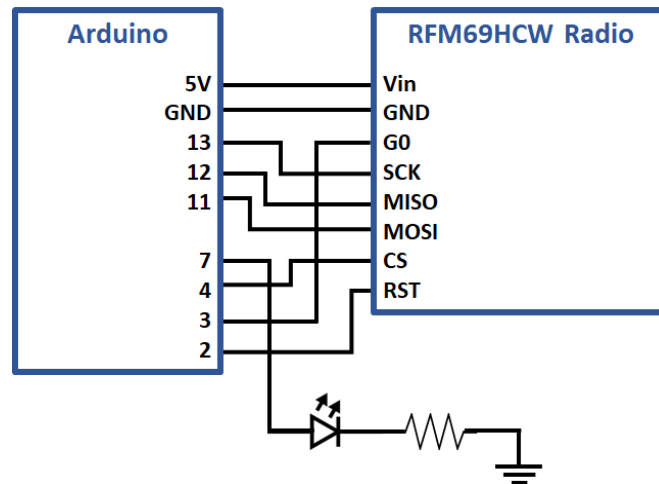 Arduino
5V
GND
13
12
11
7
4
3
2
RFM69HCW Radio
Vin
GND
G0
SCK
MISO
MOSI
CS
RST